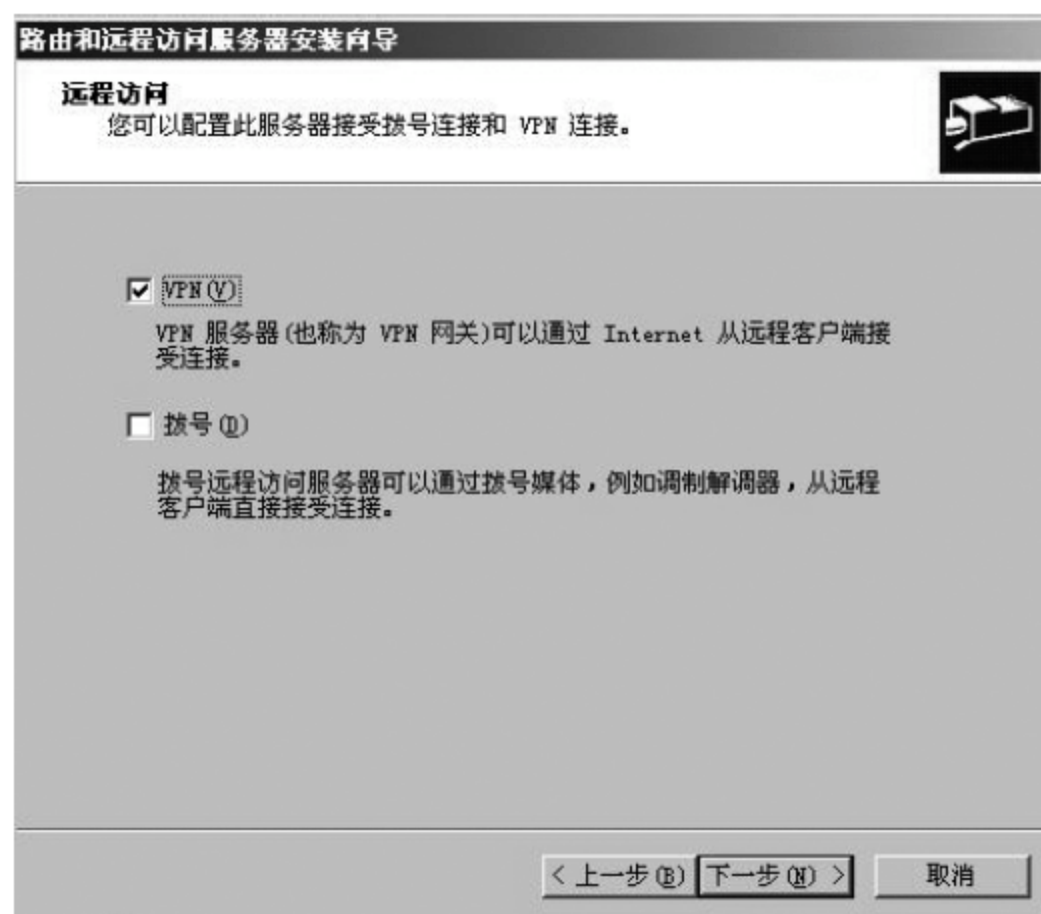 路由和远程访问服务器安装向导
远程访问
您可以配置此服务器接受拨号连接和 VPN 连接。
VPN(V)
VPN 服务器(也称为 VPN 网关)可以通过 Internet 从远程客户端接
受连接。
拨号(D)
拨号远程访问服务器可以通过拨号媒体，例如调制解调器，从远程
客户端直接接受连接。
< 上一步(B) 下一步(N) > 取消